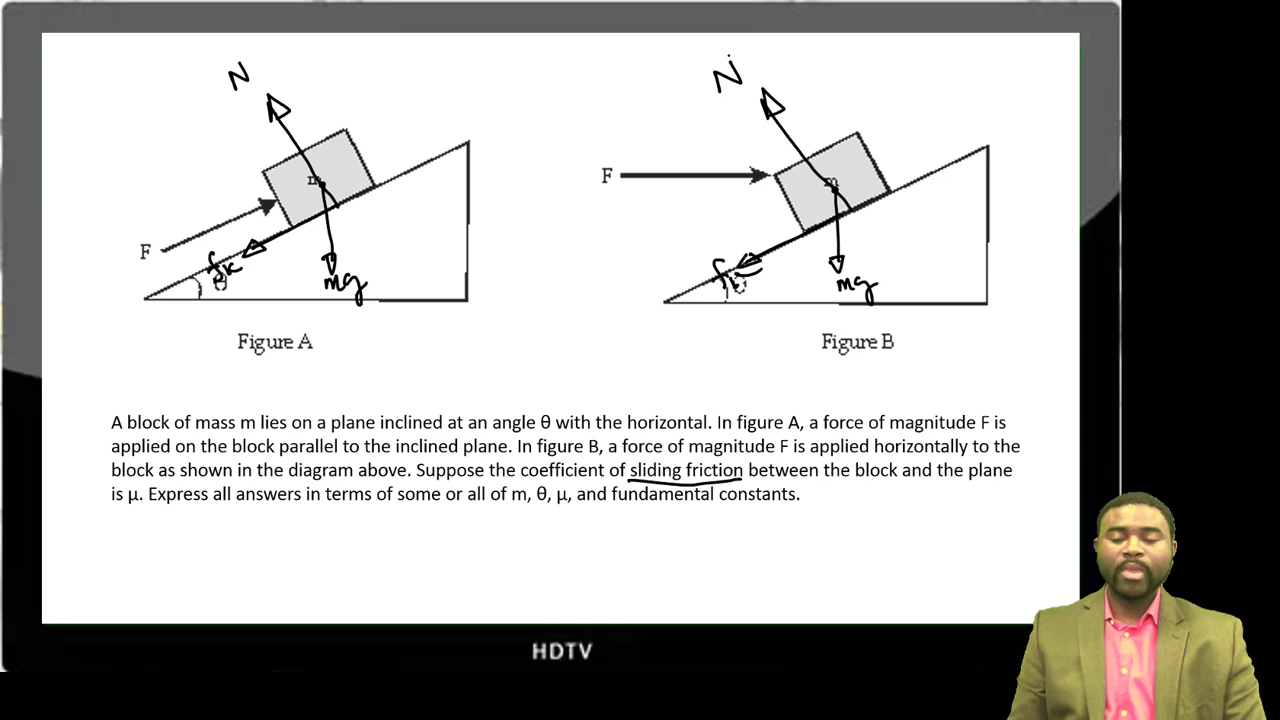 N
N
m
m
F
F
fk
θ
mg
fk
θ
mg
Figure A
Figure B
A block of mass m lies on a plane inclined at an angle θ with the horizontal. In figure A, a force of magnitude F is
applied on the block parallel to the inclined plane. In figure B, a force of magnitude F is applied horizontally to the
block as shown in the diagram above. Suppose the coefficient of sliding friction between the block and the plane
is μ. Express all answers in terms of some or all of m, θ, μ, and fundamental constants.
HDTV